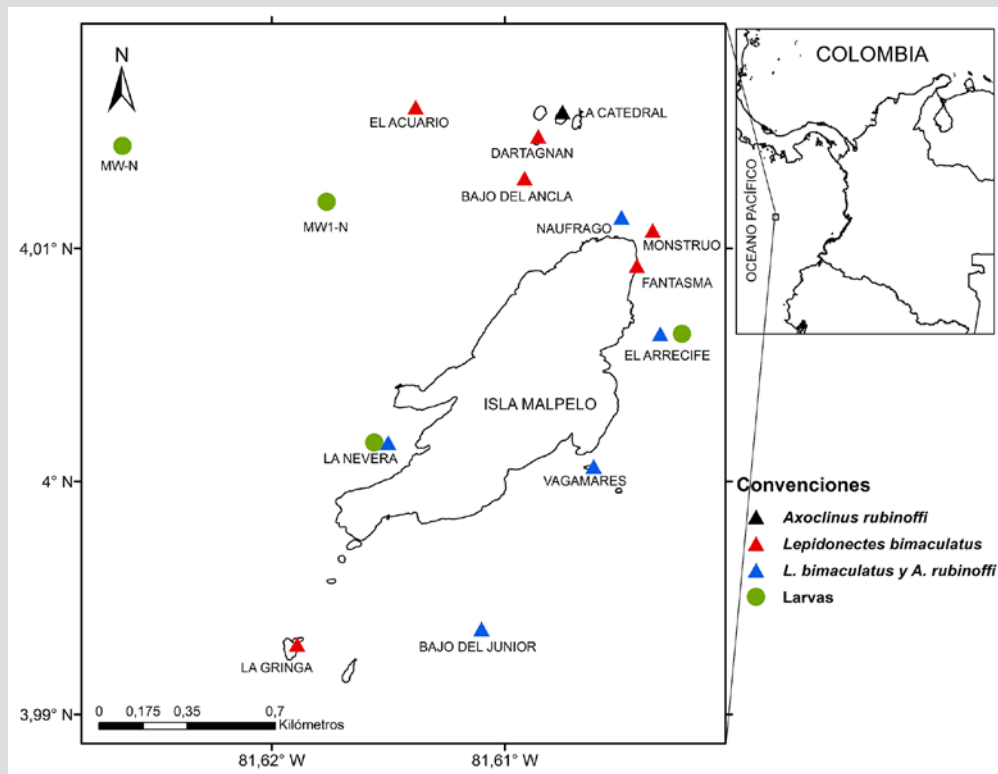 N
MW-N
MW1-N
EL ACUARIO
LA CATEDRAL
DARTAGNAN
BAJO DEL ANCLA
NAUFRAGO
MONSTRUO
FANTASMA
EL ARRECIFE
ISLA MALPELO
LA NEVERA
VAGAMARES
BAJO DEL JUNIOR
LA GRINGA
4,01° N
4° N
3,99° N
0 0,175 0,35 0,7
Kilómetros
81,62° W
81,61° W
COLOMBIA
OCEANO PACÍFICO
Convenciones
Axoclinus rubinoffi
Lepidonectes bimaculatus
L. bimaculatus y A. rubinoffi
Larvas